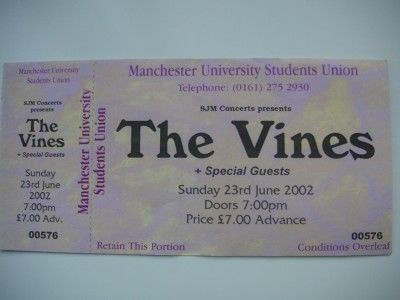 Manchester University
Students Union
SJM Concerts presents
The
Vines
+ Special Guests
Sunday
23rd June
2002
7:00pm
£7.00 Adv.
00576
Manchester University
Students Union
Manchester University Students Union
Telephone: (0161) 275 2930
SJM Concerts presents
The Vines
+ Special Guests
Sunday 23rd June 2002
Doors 7:00pm
Price £7.00 Advance
00576
Retain This Portion
Conditions Overleaf